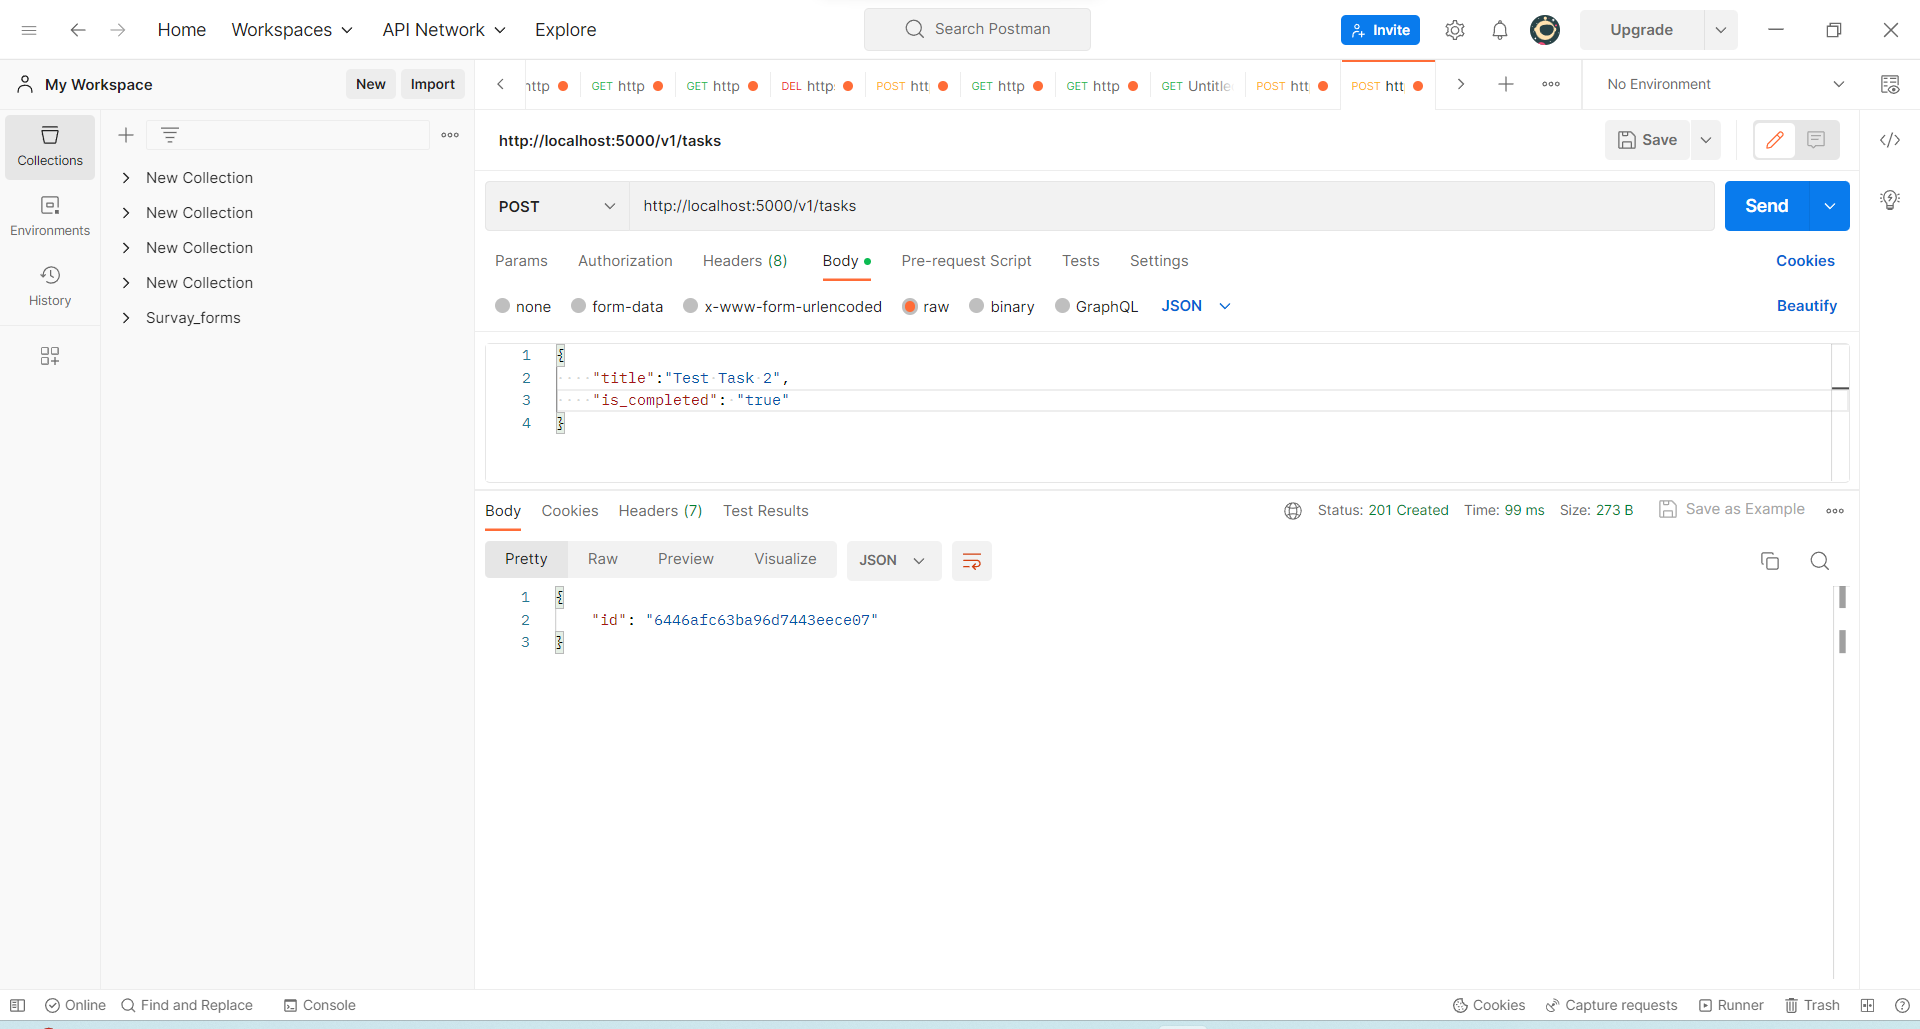 Home Workspaces API Network Explore Search Postman Invite Upgrade
My Workspace New Import http GET http GET http DEL http POST htt GET http GET http GET Untitle POST htt POST htt No Environment
http://localhost:5000/v1/tasks Save
Collections
New Collection
POST http://localhost:5000/v1/tasks Send
New Collection
Environments
New Collection
Params Authorization Headers (8) Body Pre-request Script Tests Settings Cookies
New Collection
History
none form-data x-www-form-urlencoded raw binary GraphQL JSON Beautify
Survay_forms
1 {
2 "title":"Test Task 2",
3 "is_completed": "true"
4 }
Body Cookies Headers (7) Test Results Status: 201 Created Time: 99 ms Size: 273 B Save as Example
Pretty Raw Preview Visualize JSON
1 {
2 "id": "6446afc63ba96d7443eece07"
3 }
Online Find and Replace Console Cookies Capture requests Runner Trash